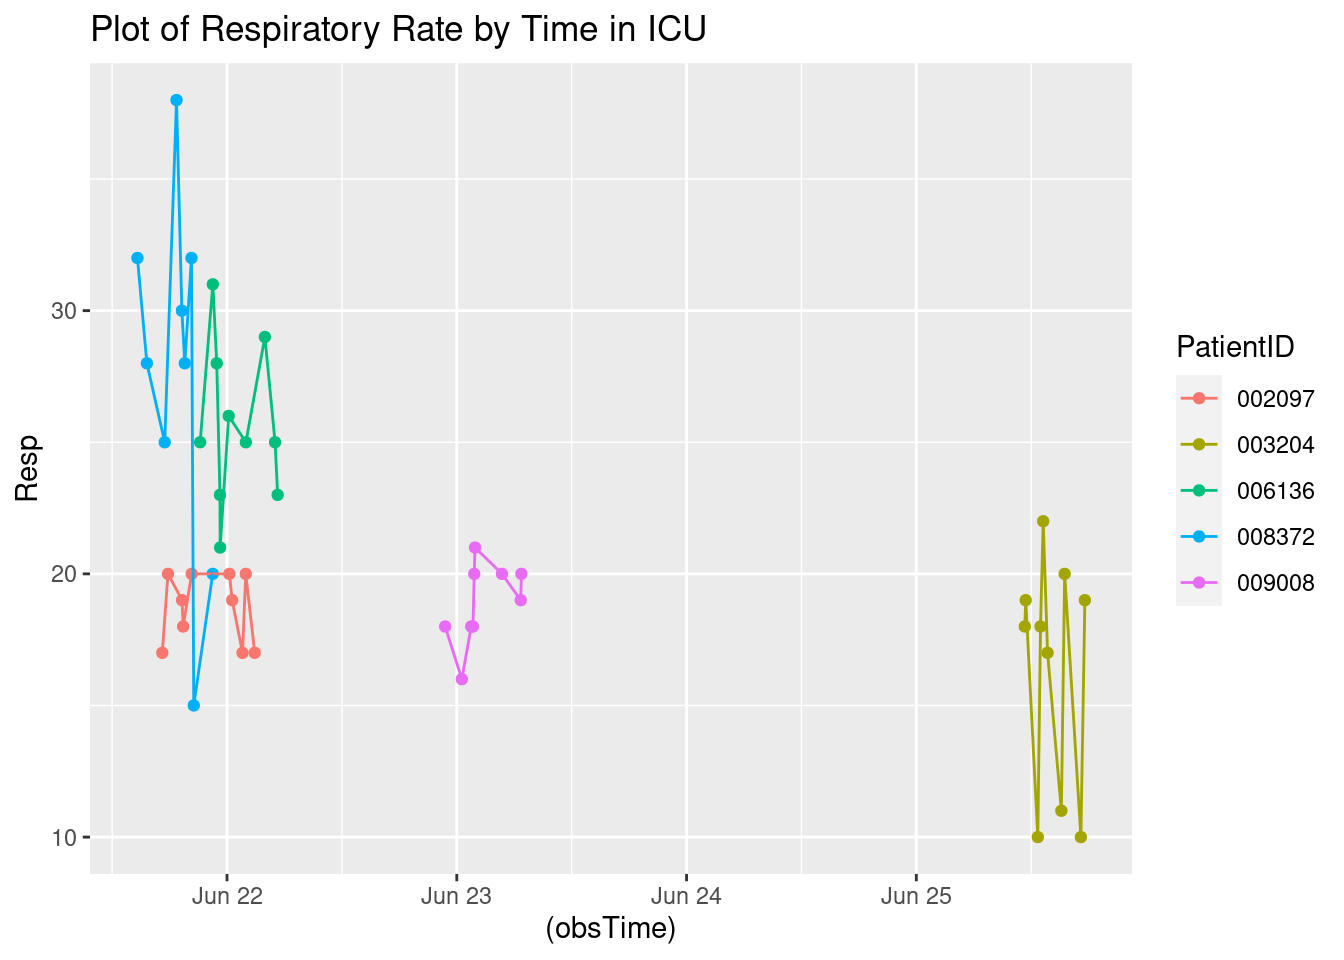 Plot of Respiratory Rate by Time in ICU
30
20
10
Resp
Jun 22 Jun 23 Jun 24 Jun 25
(obsTime)
PatientID
002097
003204
006136
008372
009008